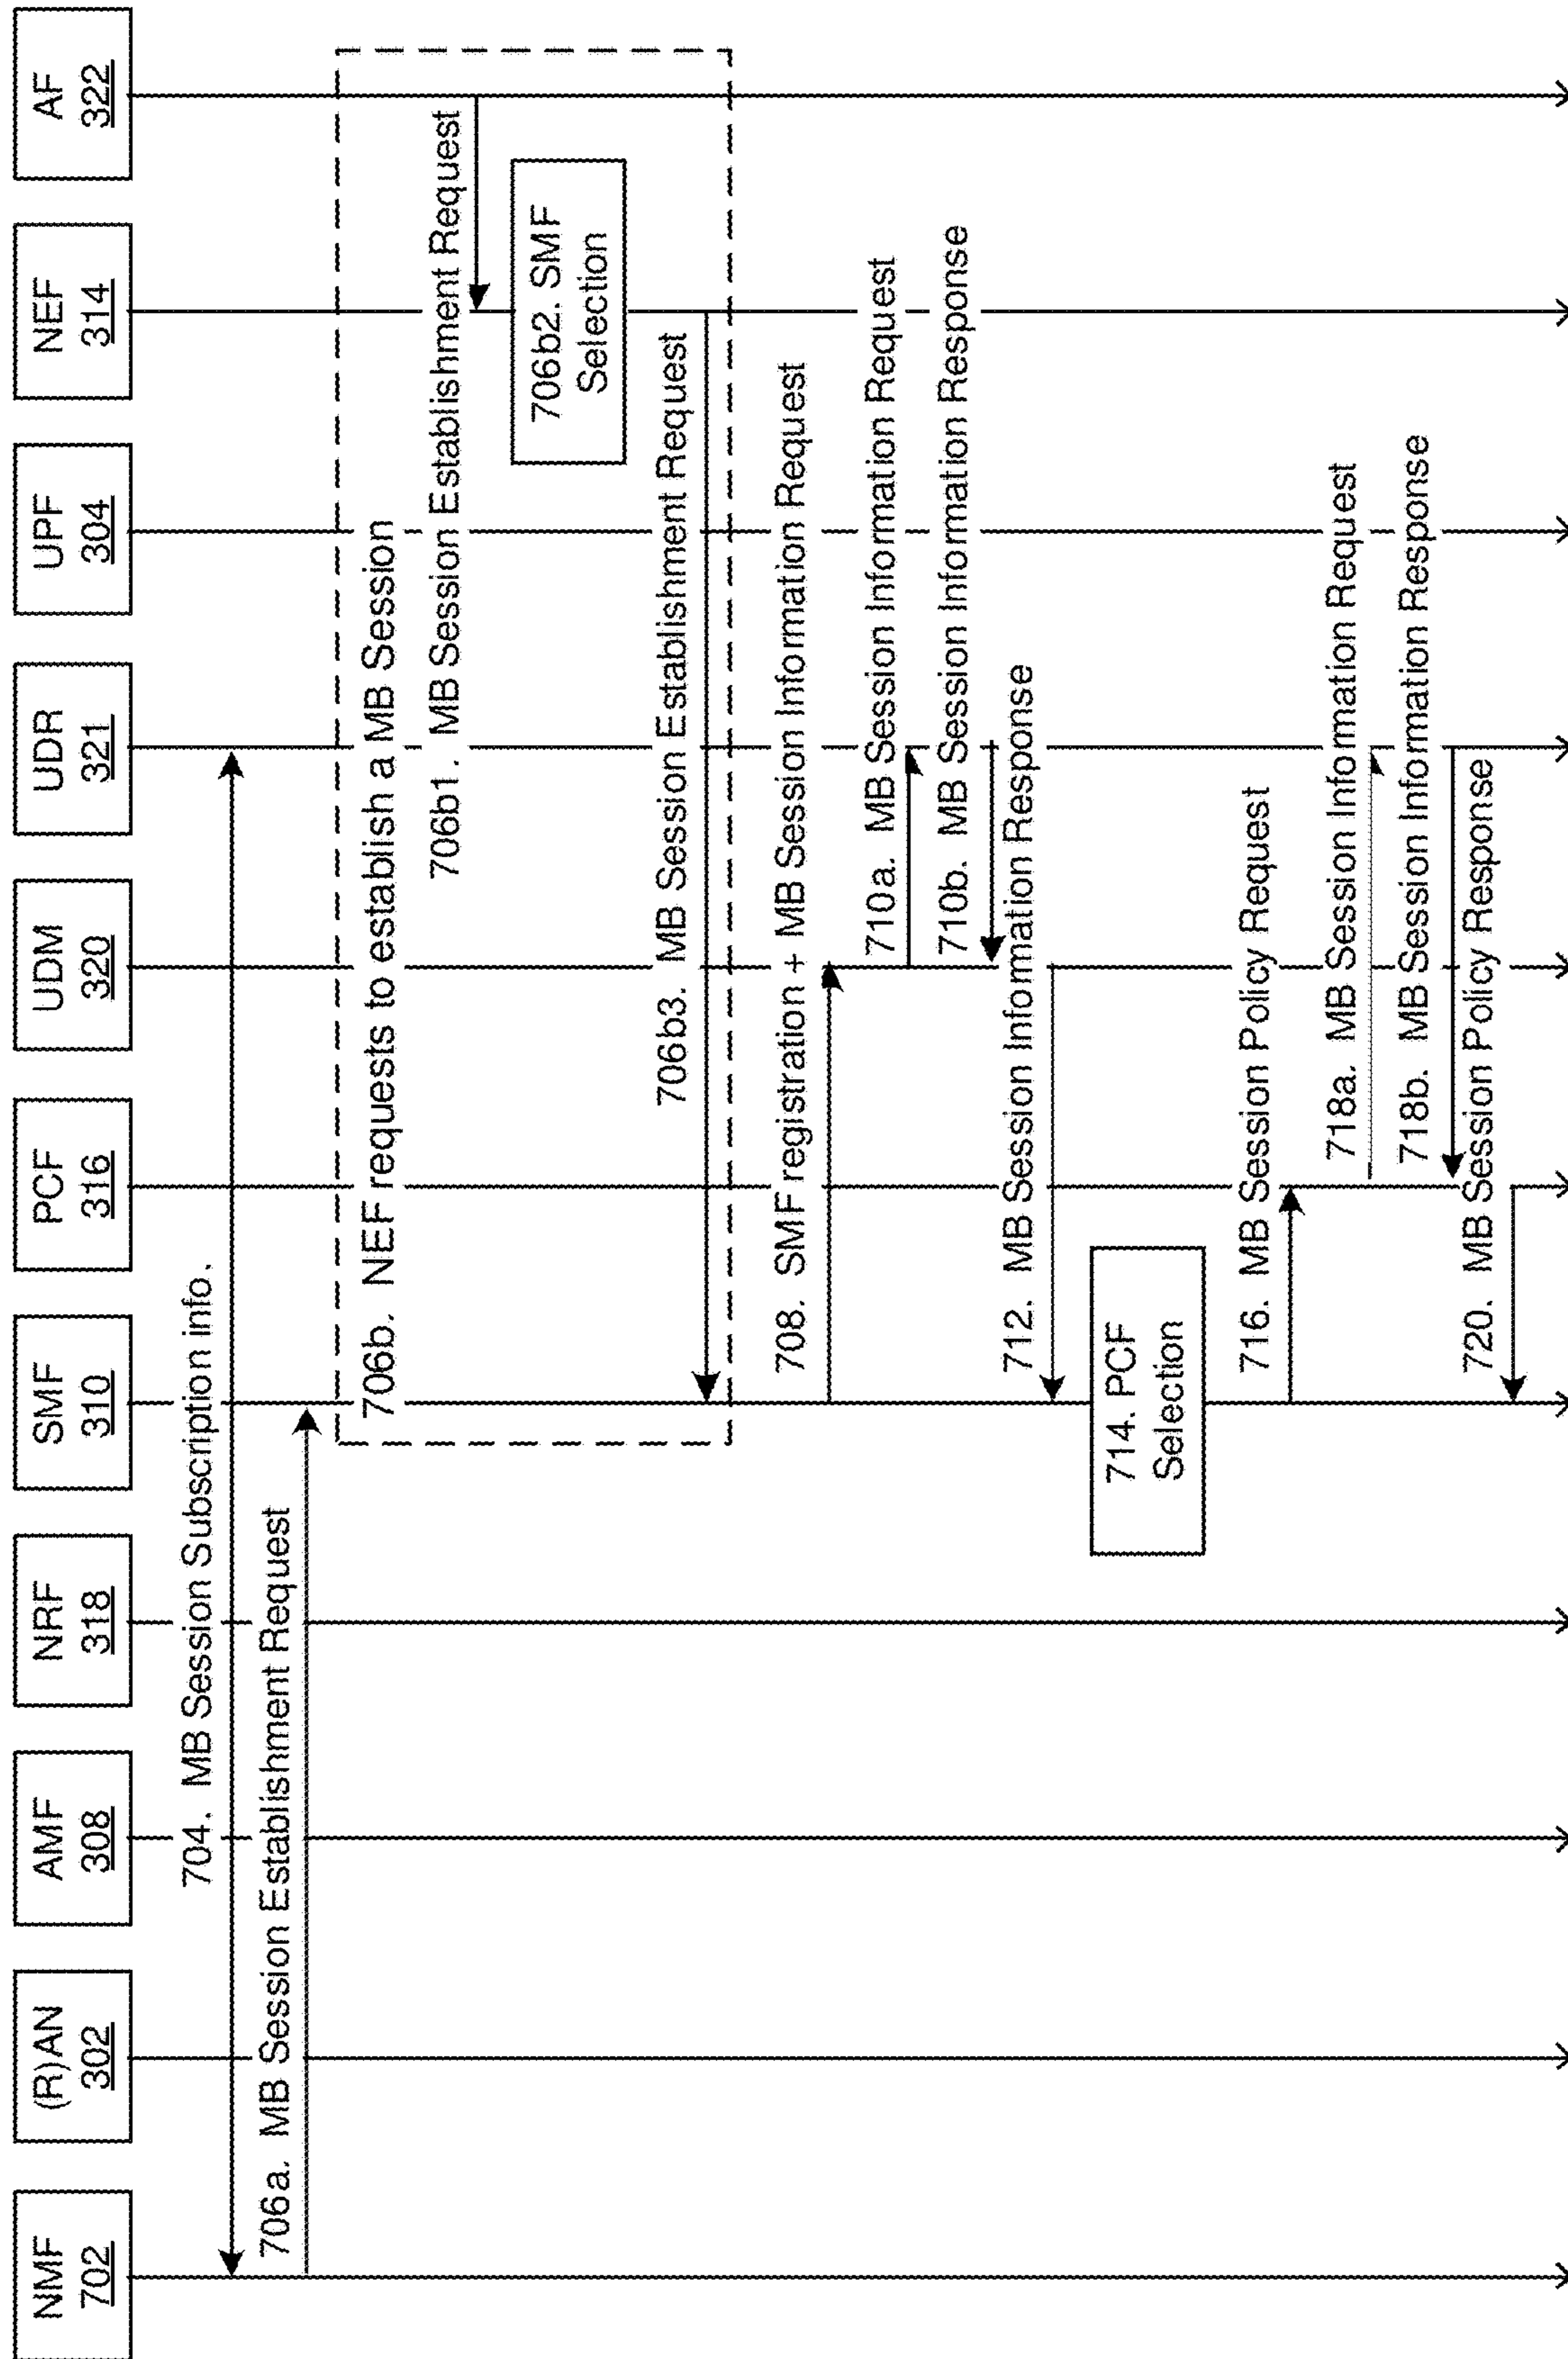 NMF
702
(R)AN
302
AMF
308
NRF
318
SMF
310
PCF
316
UDM
320
UDR
321
UPF
304
NEF
314
AF
322
704. MB Session Subscription info.
706a. MB Session Establishment Request
706b. NEF requests to establish a MB Session
706b1. MB Session Establishment Request
706b2. SMF
Selection
706b3. MB Session Establishment Request
708. SMF registration + MB Session Information Request
710a. MB Session Information Request
710b. MB Session Information Response
712. MB Session Information Response
714. PCF
Selection
716. MB Session Policy Request
718a. MB Session Information Request
718b. MB Session Information Response
720. MB Session Policy Response